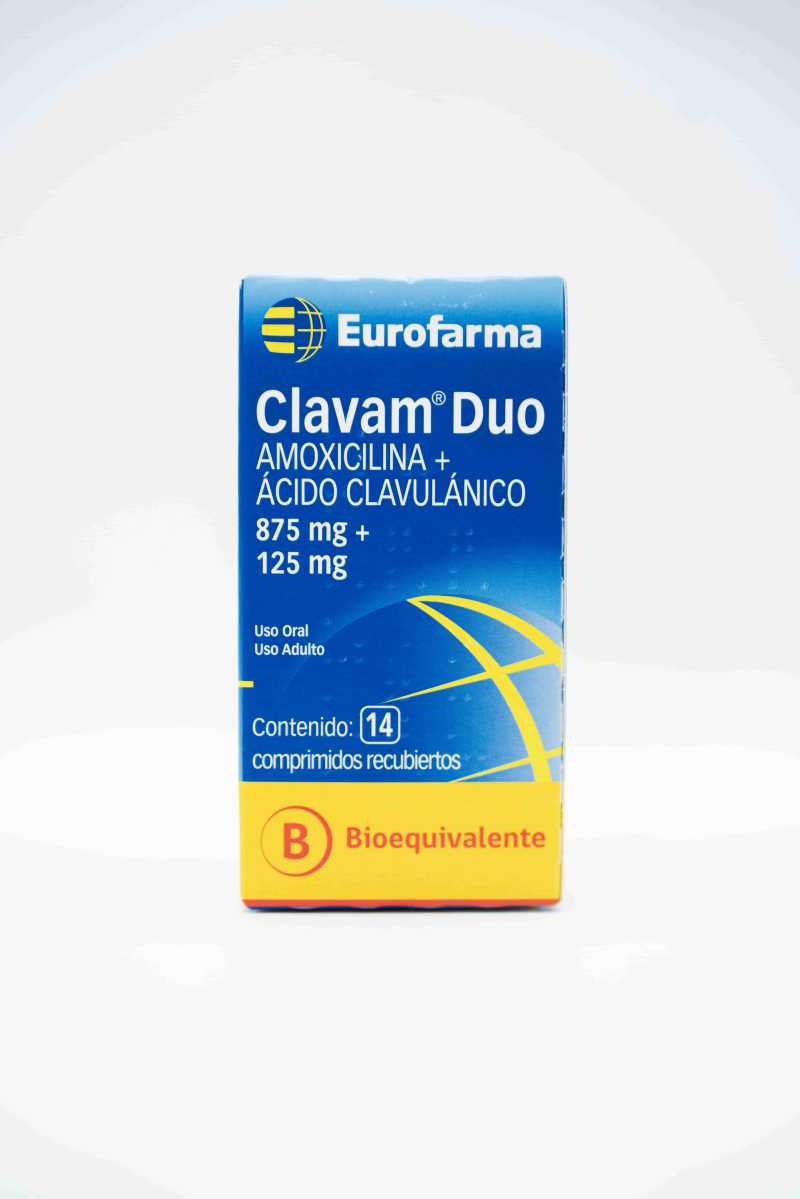 Eurofarma
Clavam® Duo
AMOXICILINA +
ÁCIDO CLAVULÁNICO
875 mg +
125 mg
Uso Oral
Uso Adulto
Contenido: 14
comprimidos recubiertos
B Bioequivalente